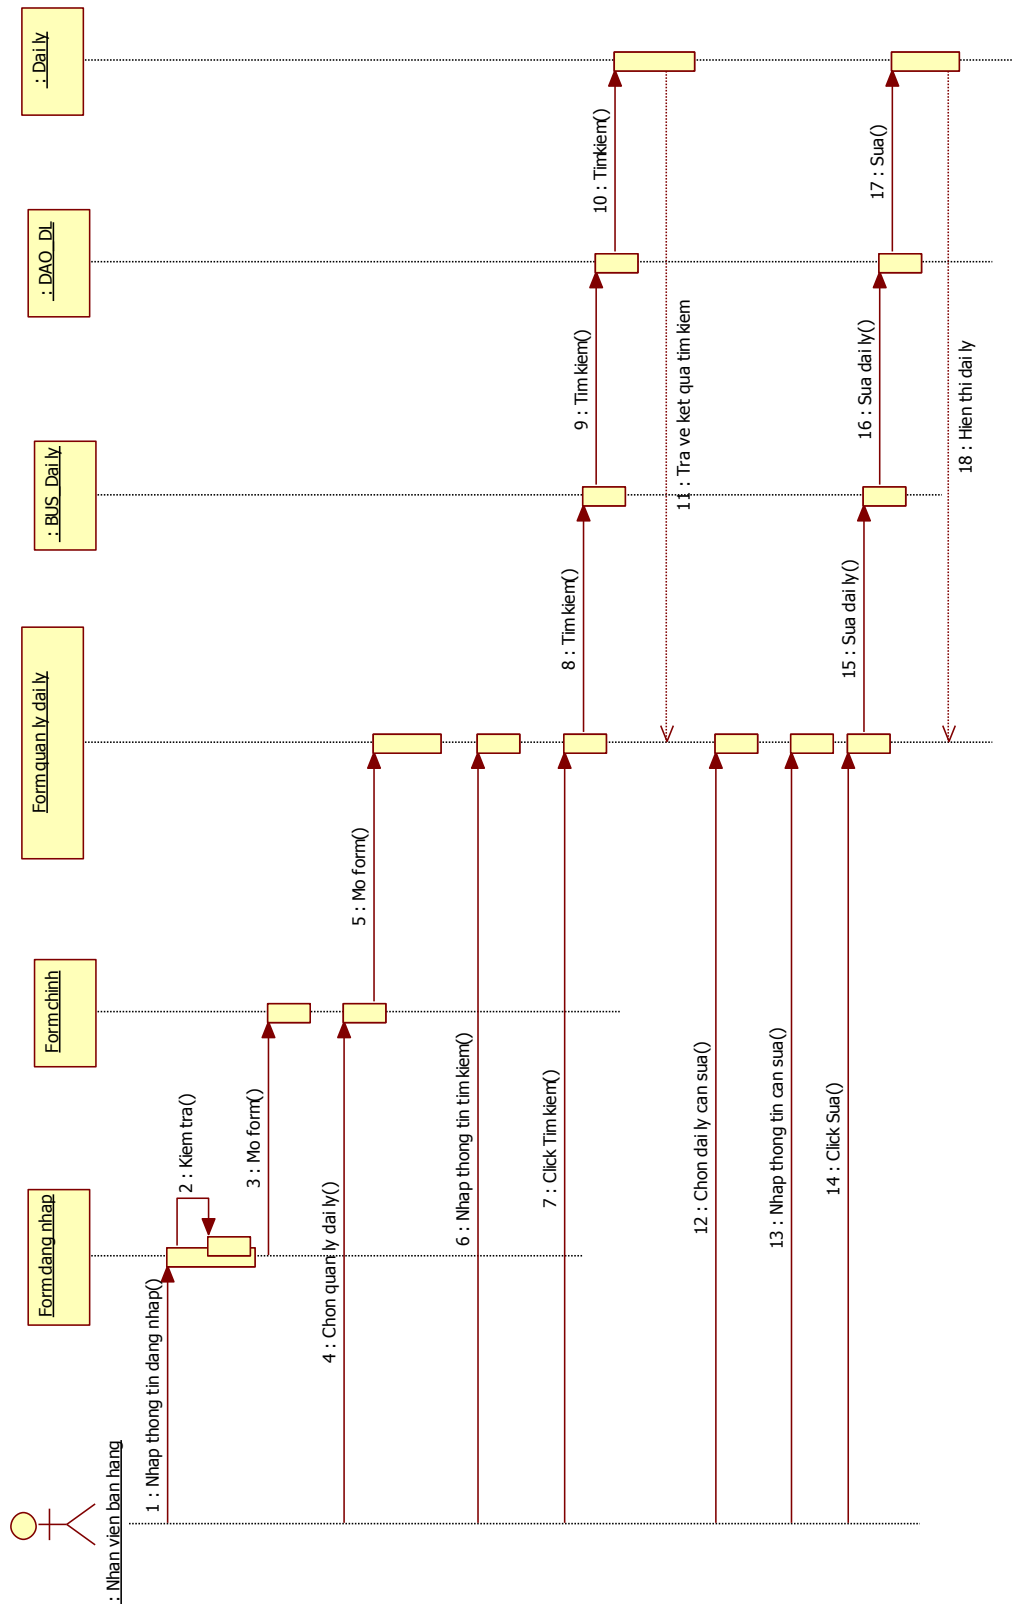 : Nhan vien ban hang
Form dang nhap
Form chinh
Form quan ly dai ly
: BUS_Dai ly
: DAO_DL
: Dai ly
1 : Nhap thong tin dang nhap()
2 : Kiem tra()
3 : Mo form()
4 : Chon quan ly dai ly()
5 : Mo form()
6 : Nhap thong tin tim kiem()
7 : Click Tim kiem()
8 : Tim kiem()
9 : Tim kiem()
10 : Timkiem()
11 : Tra ve ket qua tim kiem
12 : Chon dai ly can sua()
13 : Nhap thong tin can sua()
14 : Click Sua()
15 : Sua dai ly()
16 : Sua dai ly()
17 : Sua()
18 : Hien thi dai ly